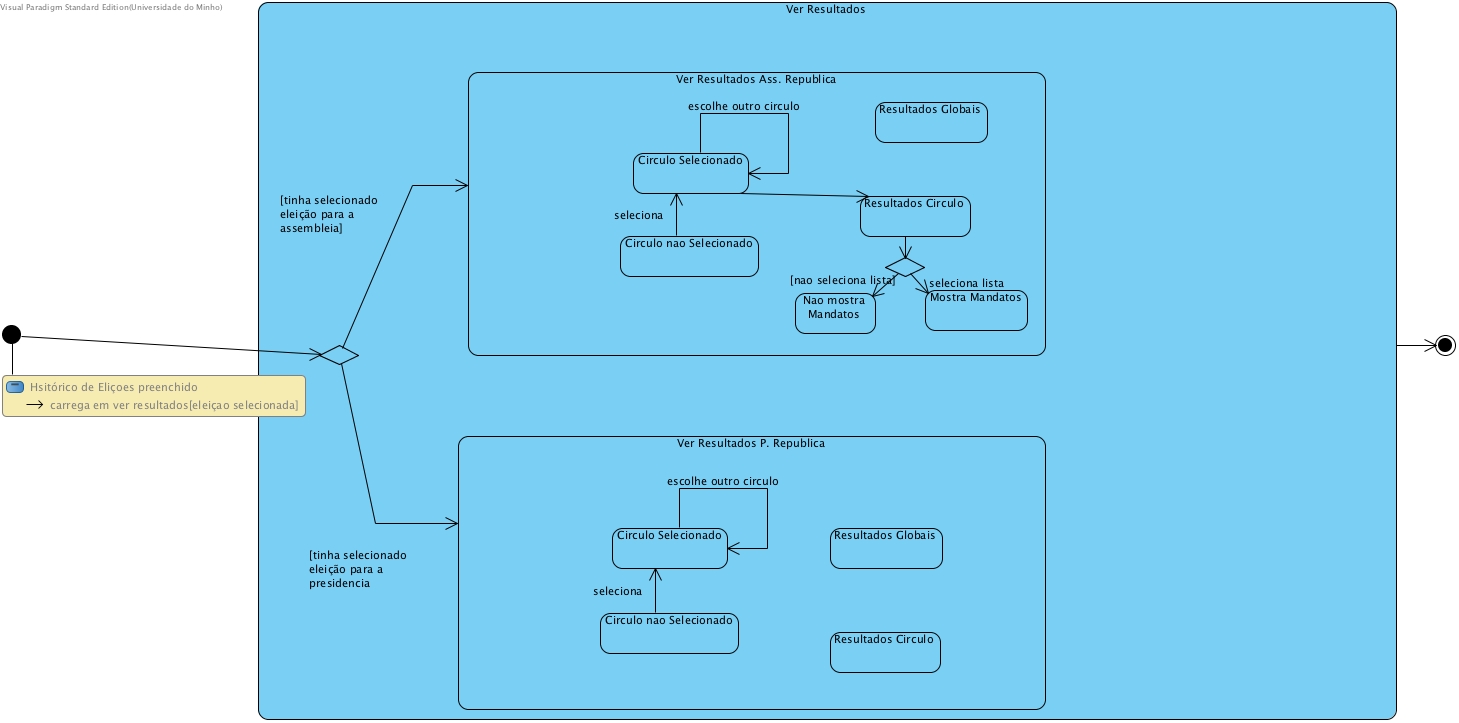 Visual Paradigm Standard Edition(Universidade do Minho)
Ver Resultados
Ver Resultados Ass. Republica
escolhe outro circulo
Resultados Globais
Circulo Selecionado
[tinha selecionado
eleição para a
assembleia]
Resultados Circulo
seleciona
Circulo nao Selecionado
[nao seleciona lista]
seleciona lista
Nao mostra
Mandatos
Mostra Mandatos
Hsitórico de Eliçoes preenchido
carrega em ver resultados[eleiçao selecionada]
Ver Resultados P. Republica
escolhe outro circulo
Circulo Selecionado
Resultados Globais
[tinha selecionado
eleição para a
presidencia
seleciona
Circulo nao Selecionado
Resultados Circulo